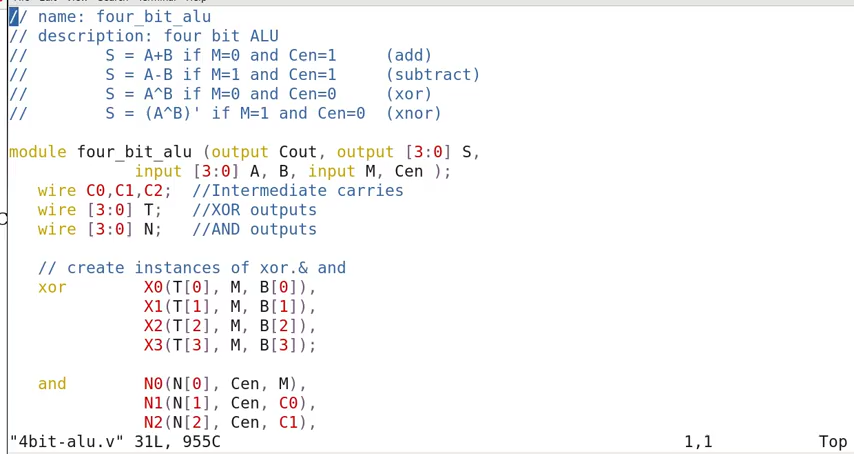 // name: four_bit_alu
// description: four bit ALU
//        S = A+B if M=0 and Cen=1     (add)
//        S = A-B if M=1 and Cen=1     (subtract)
//        S = A^B if M=0 and Cen=0     (xor)
//        S = (A^B)' if M=1 and Cen=0  (xnor)
module four_bit_alu (output Cout, output [3:0] S,
             input [3:0] A, B, input M, Cen );
   wire C0,C1,C2;  //Intermediate carries
   wire [3:0] T;   //XOR outputs
   wire [3:0] N;   //AND outputs
   // create instances of xor.& and
   xor        X0(T[0], M, B[0]),
              X1(T[1], M, B[1]),
              X2(T[2], M, B[2]),
              X3(T[3], M, B[3]);
   and        N0(N[0], Cen, M),
              N1(N[1], Cen, C0),
              N2(N[2], Cen, C1),
"4bit-alu.v" 31L, 955C                                                1,1           Top